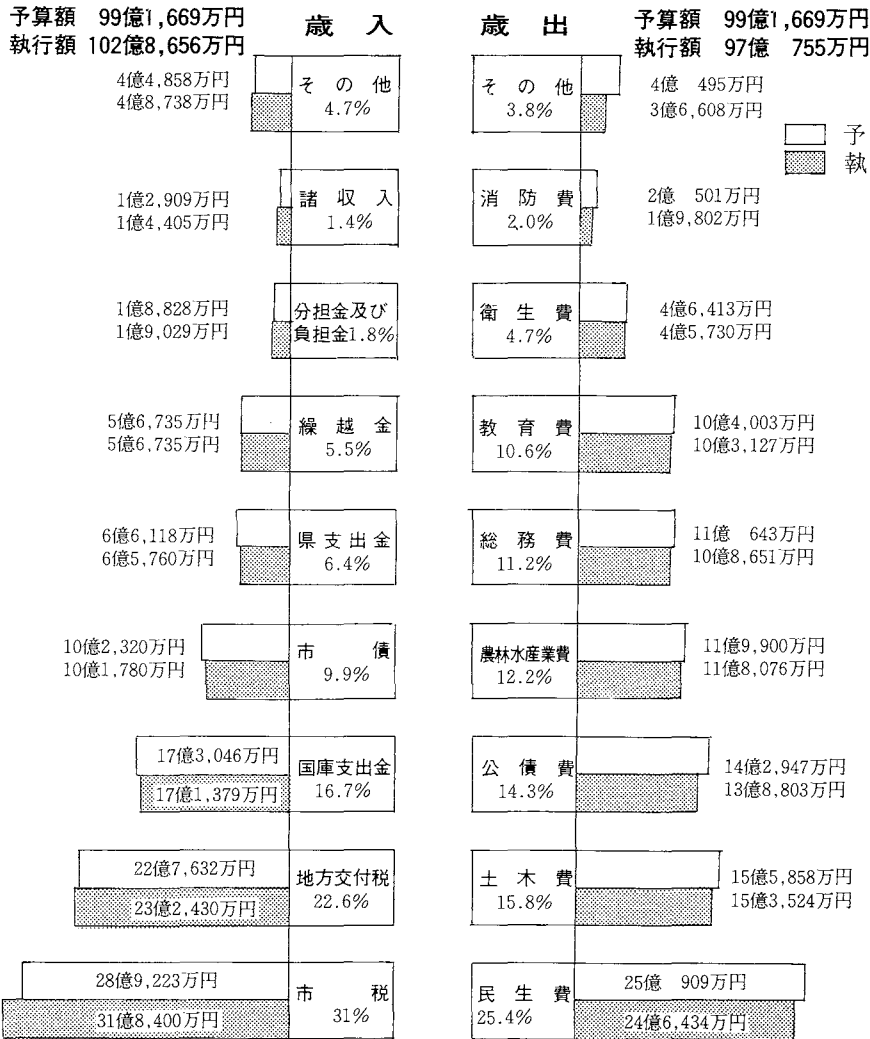 予算額 99億1,669万円
執行額 102億8,656万円
歳入
歳出
予算額 99億1,669万円
執行額 97億 755万円
予
執
4億4,858万円
4億8,738万円
その他
4.7%
その他
3.8%
4億 495万円
3億6,608万円
1億2,909万円
1億4,405万円
諸収入
1.4%
消防費
2.0%
2億 501万円
1億9,802万円
1億8,828万円
1億9,029万円
分担金及び
負担金1.8%
衛生費
4.7%
4億6,413万円
4億5,730万円
5億6,735万円
5億6,735万円
繰越金
5.5%
教育費
10.6%
10億4,003万円
10億3,127万円
6億6,118万円
6億5,760万円
県支出金
6.4%
総務費
11.2%
11億 643万円
10億8,651万円
10億2,320万円
10億1,780万円
市債
9.9%
農林水産業費
12.2%
11億9,900万円
11億8,076万円
17億3,046万円
17億1,379万円
国庫支出金
16.7%
公債費
14.3%
14億2,947万円
13億8,803万円
22億7,632万円
23億2,430万円
地方交付税
22.6%
土木費
15.8%
15億5,858万円
15億3,524万円
28億9,223万円
31億8,400万円
市税
31%
民生費
25.4%
25億 909万円
24億6,434万円